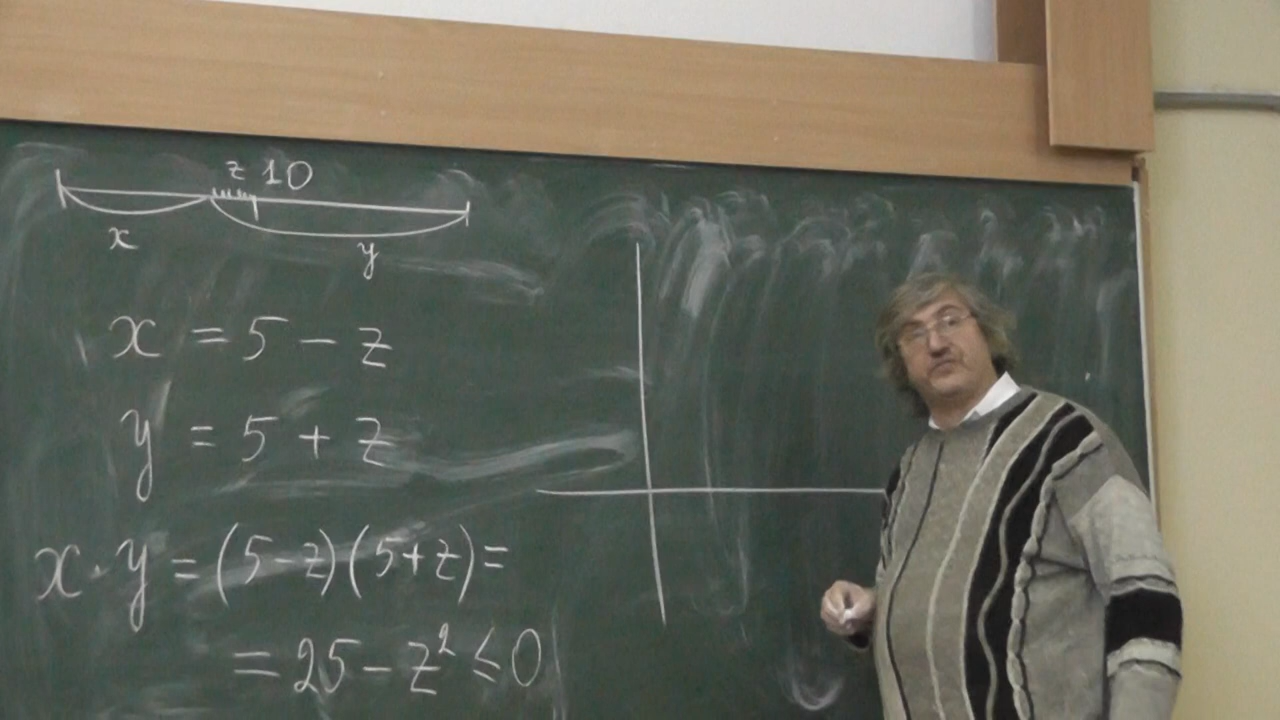 z 10
x
y
x = 5 - z
y = 5 + z
x · y = (5-z)(5+z)=
= 25 - z² ≤ 0